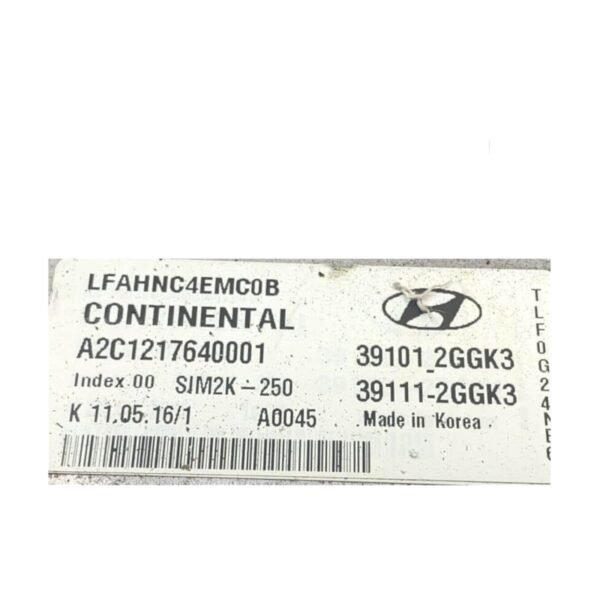 LFAHNC4EMC0B
CONTINENTAL
A2C1217640001
Index 00 SIM2K-250
K 11.05.16/1 A0045
39101_2GGK3
39111-2GGK3
Made in Korea